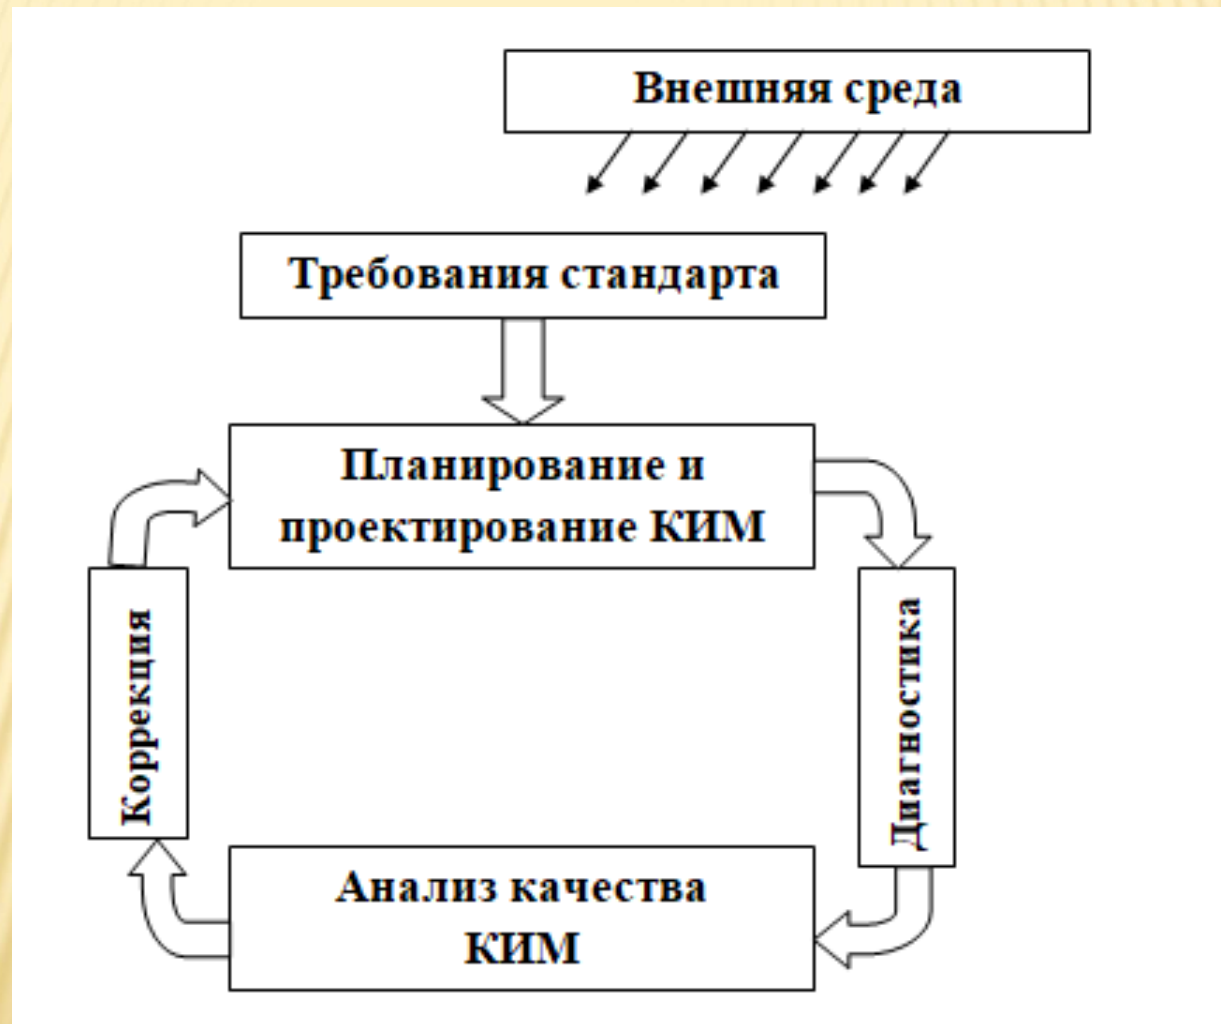 Внешняя среда
Требования стандарта
Планирование и
проектирование КИМ
Коррекция
Диагностика
Анализ качества
КИМ